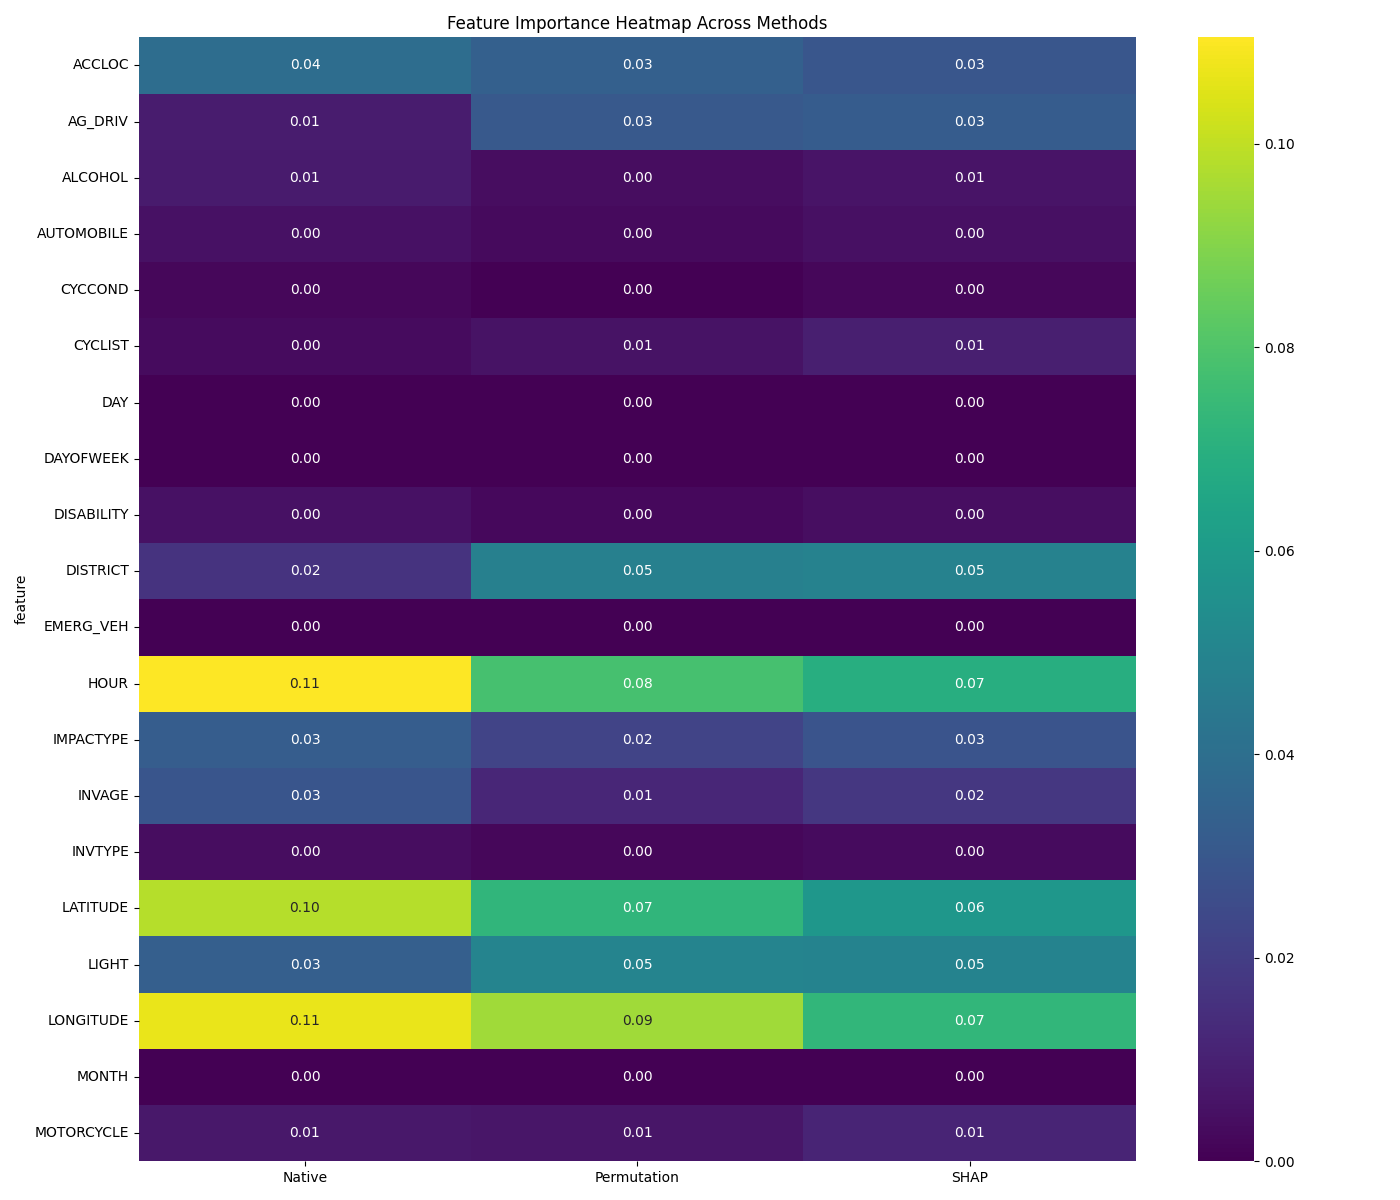 Feature Importance Heatmap Across Methods
feature
ACCLOC 0.04 0.03 0.03
AG_DRIV 0.01 0.03 0.03
ALCOHOL 0.01 0.00 0.01
AUTOMOBILE 0.00 0.00 0.00
CYCCOND 0.00 0.00 0.00
CYCLIST 0.00 0.01 0.01
DAY 0.00 0.00 0.00
DAYOFWEEK 0.00 0.00 0.00
DISABILITY 0.00 0.00 0.00
DISTRICT 0.02 0.05 0.05
EMERG_VEH 0.00 0.00 0.00
HOUR 0.11 0.08 0.07
IMPACTYPE 0.03 0.02 0.03
INVAGE 0.03 0.01 0.02
INVTYPE 0.00 0.00 0.00
LATITUDE 0.10 0.07 0.06
LIGHT 0.03 0.05 0.05
LONGITUDE 0.11 0.09 0.07
MONTH 0.00 0.00 0.00
MOTORCYCLE 0.01 0.01 0.01
Native Permutation SHAP
0.10
0.08
0.06
0.04
0.02
0.00